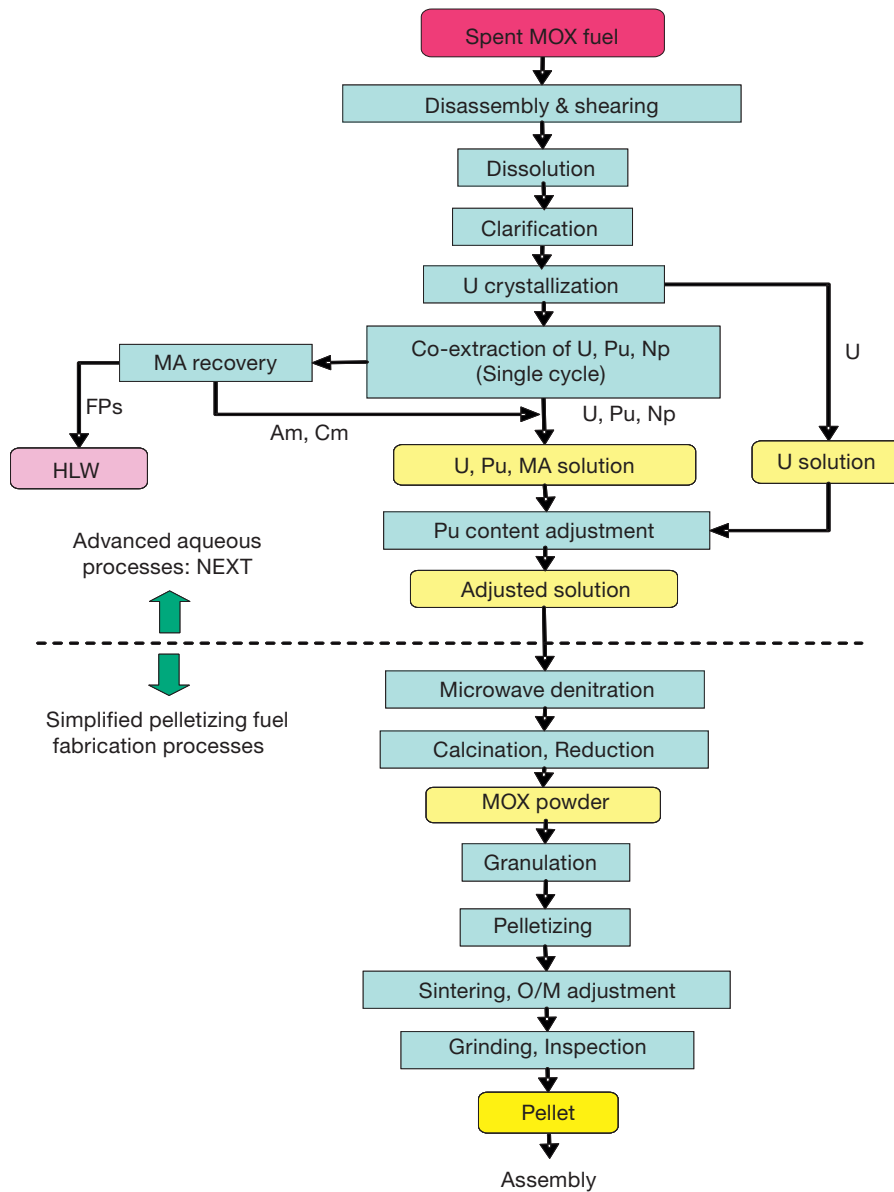 Spent MOX fuel
Disassembly & shearing
Dissolution
Clarification
U crystallization
Co-extraction of U, Pu, Np
(Single cycle)
MA recovery
U
FPs
Am, Cm
U, Pu, Np
HLW
U, Pu, MA solution
U solution
Pu content adjustment
Advanced aqueous
processes: NEXT
Adjusted solution
Microwave denitration
Simplified pelletizing fuel
fabrication processes
Calcination, Reduction
MOX powder
Granulation
Pelletizing
Sintering, O/M adjustment
Grinding, Inspection
Pellet
Assembly